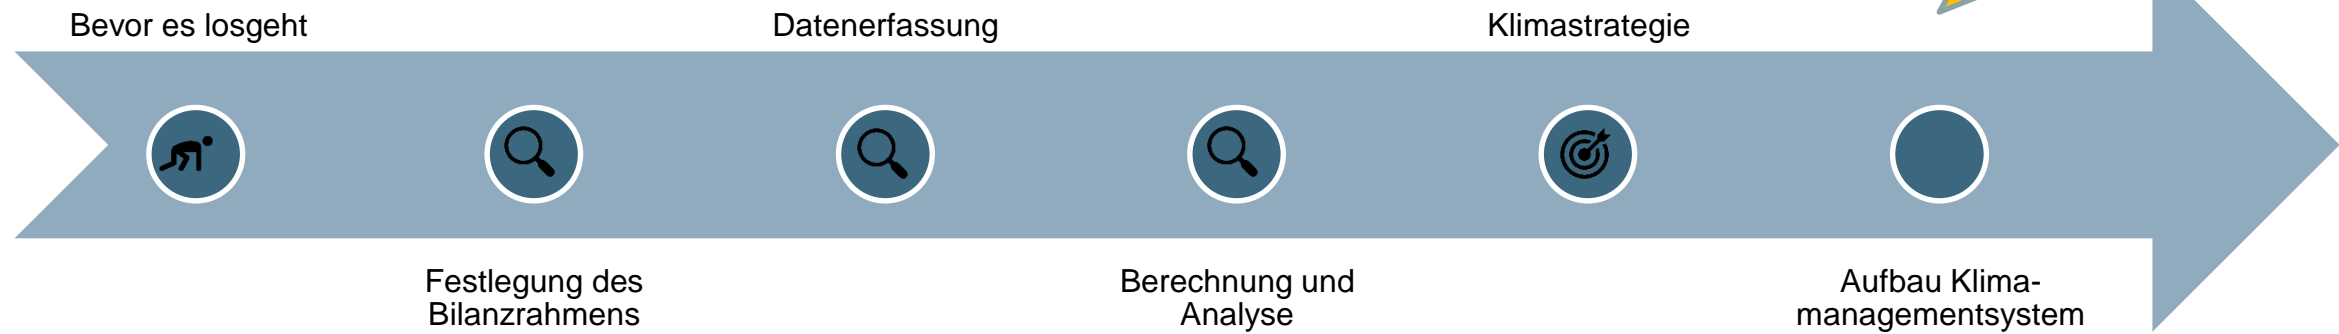 Bevor es losgeht
Festlegung des
Bilanzrahmens
Datenerfassung
Berechnung und
Analyse
Klimastrategie
Aufbau Klima-
managementsystem